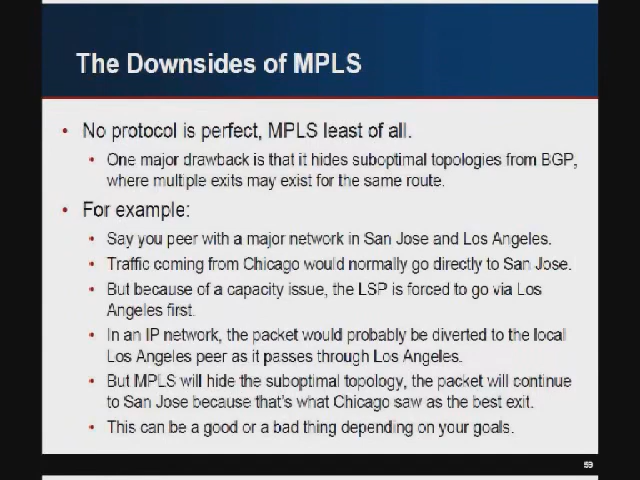 The Downsides of MPLS
• No protocol is perfect, MPLS least of all.
• One major drawback is that it hides suboptimal topologies from BGP,
where multiple exits may exist for the same route.
• For example:
• Say you peer with a major network in San Jose and Los Angeles.
• Traffic coming from Chicago would normally go directly to San Jose.
• But because of a capacity issue, the LSP is forced to go via Los
Angeles first.
• In an IP network, the packet would probably be diverted to the local
Los Angeles peer as it passes through Los Angeles.
• But MPLS will hide the suboptimal topology, the packet will continue
to San Jose because that's what Chicago saw as the best exit.
• This can be a good or a bad thing depending on your goals.
59